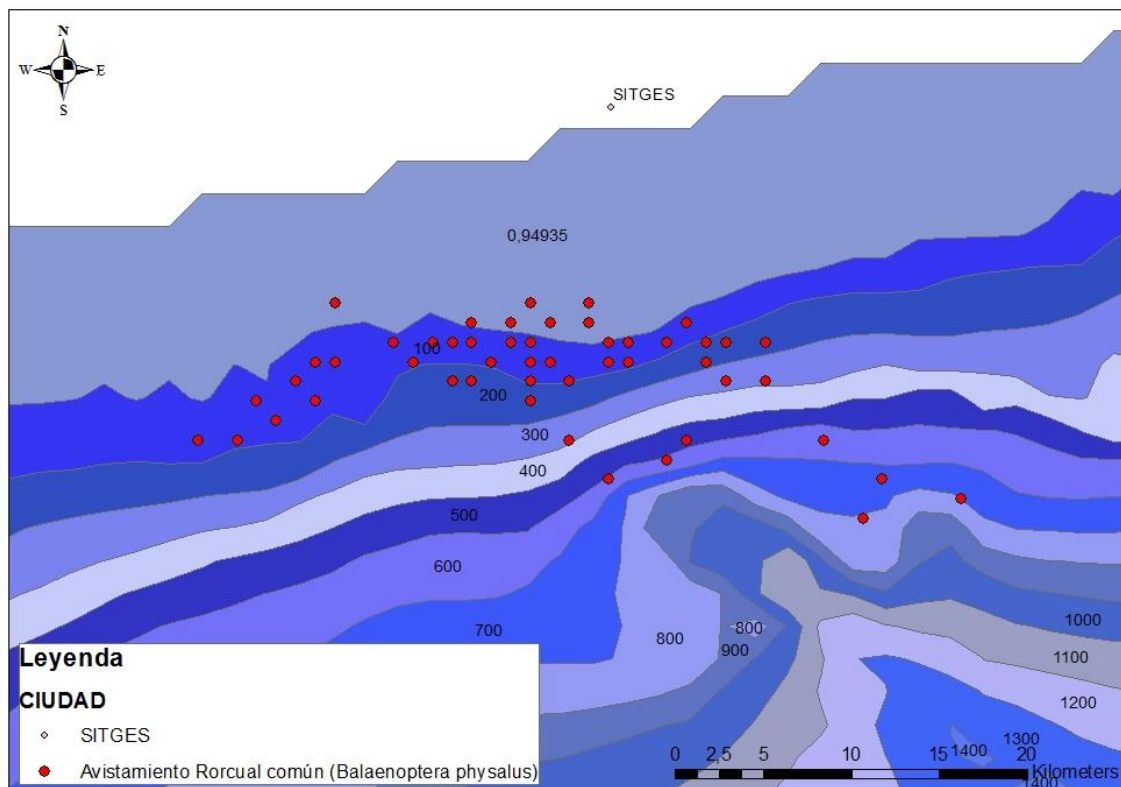 N
W E
S
SITGES
0,94935
100
200
300
400
500
600
700
800
800
900
1000
1100
1200
1300
1400
1400
Leyenda
CIUDAD
SITGES
Avistamiento Rorcual común (Balaenoptera physalus)
0 2,5 5 10 15 20
Kilometers